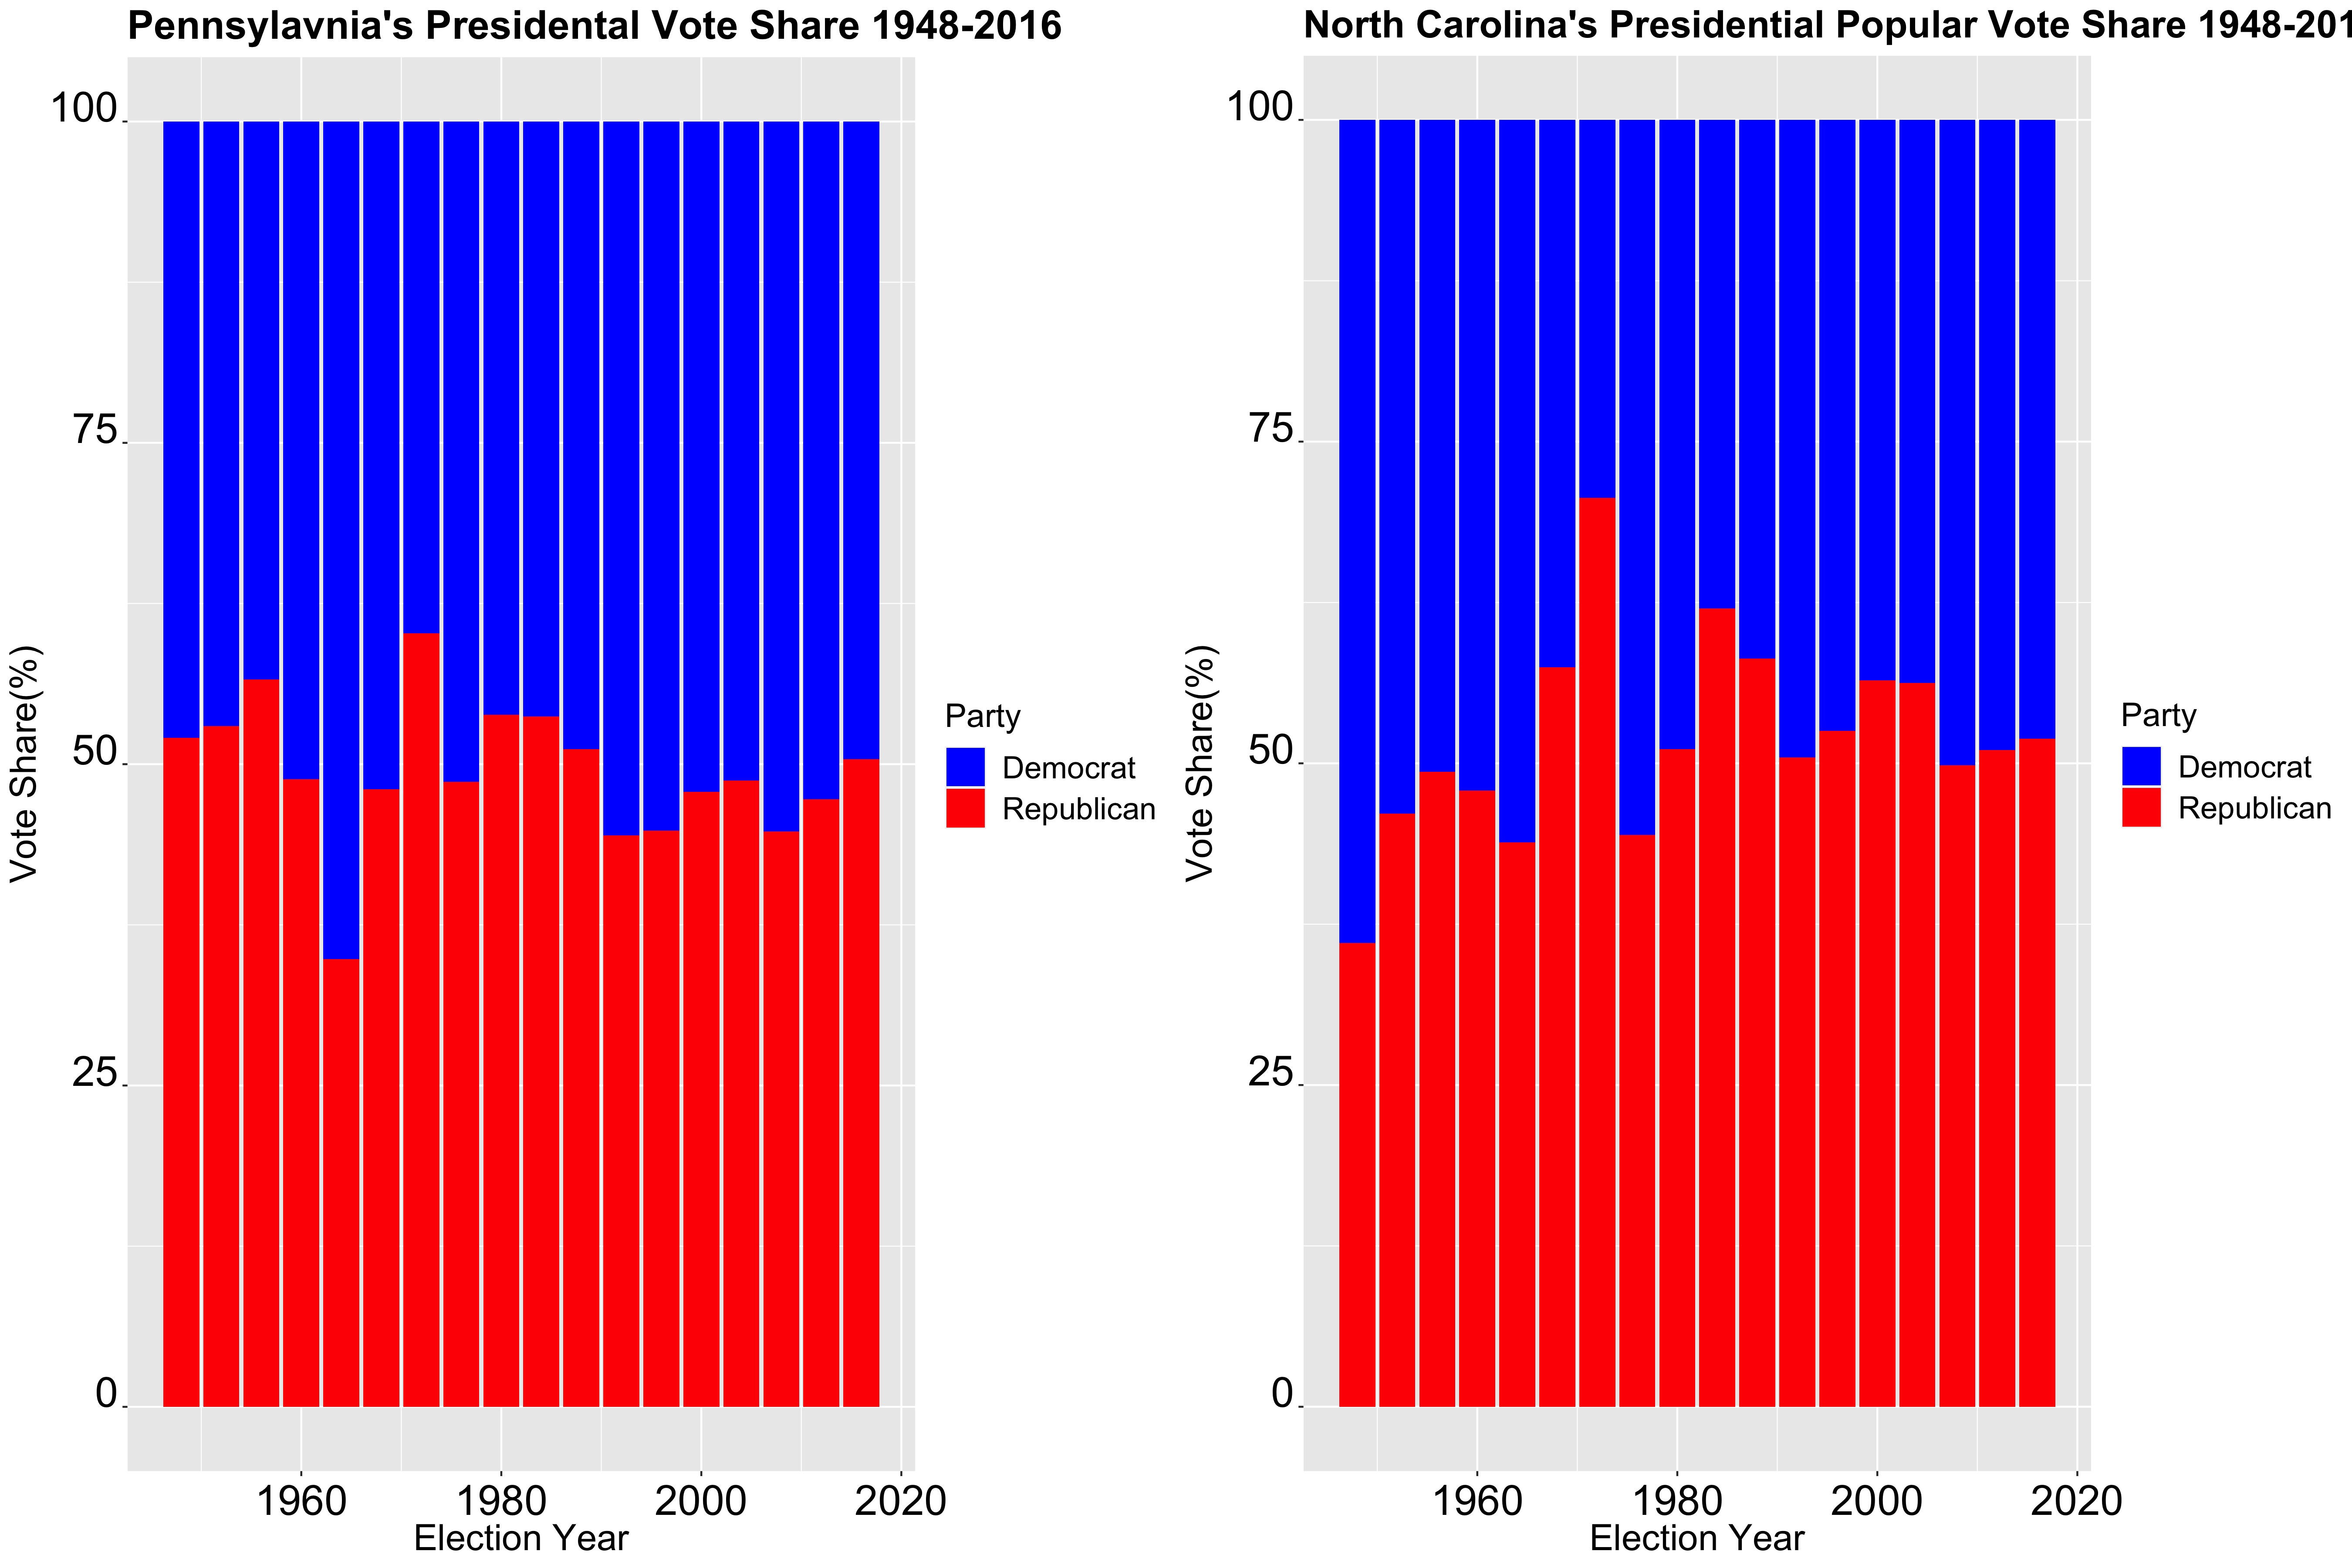 Pennsylavnia's Presidental Vote Share 1948-2016
100
75
50
25
0
Vote Share(%)
1960 1980 2000 2020
Election Year
Party
Democrat
Republican
North Carolina's Presidential Popular Vote Share 1948-201
100
75
50
25
0
Vote Share(%)
1960 1980 2000 2020
Election Year
Party
Democrat
Republican